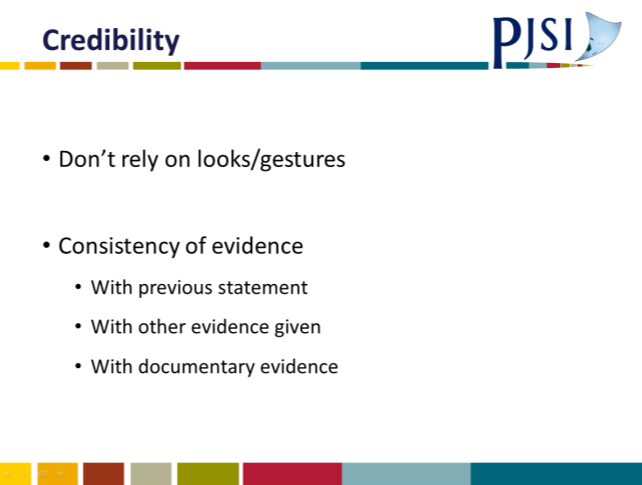 Credibility
PJSI
• Don’t rely on looks/gestures
• Consistency of evidence
• With previous statement
• With other evidence given
• With documentary evidence